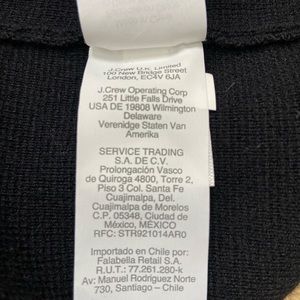 J.Crew U.K. Limited
100 New Bridge Street
London, EC4V 6JA
J.Crew Operating Corp
251 Little Falls Drive
USA DE 19808 Wilmington
Delaware
Verenidge Staten Van
Amerika
SERVICE TRADING
S.A. DE C.V.
Prolongación Vasco
de Quiroga 4800, Torre 2,
Piso 3 Col. Santa Fe
Cuajimalpa, Del.
Cuajimalpa de Morelos
C.P. 05348, Ciudad de
México, MÉXICO
RFC: STR921014AR0
Importado en Chile por:
Falabella Retail S.A.
R.U.T.: 77.261.280-k
Av: Manuel Rodríguez Norte
730, Santiago - Chile